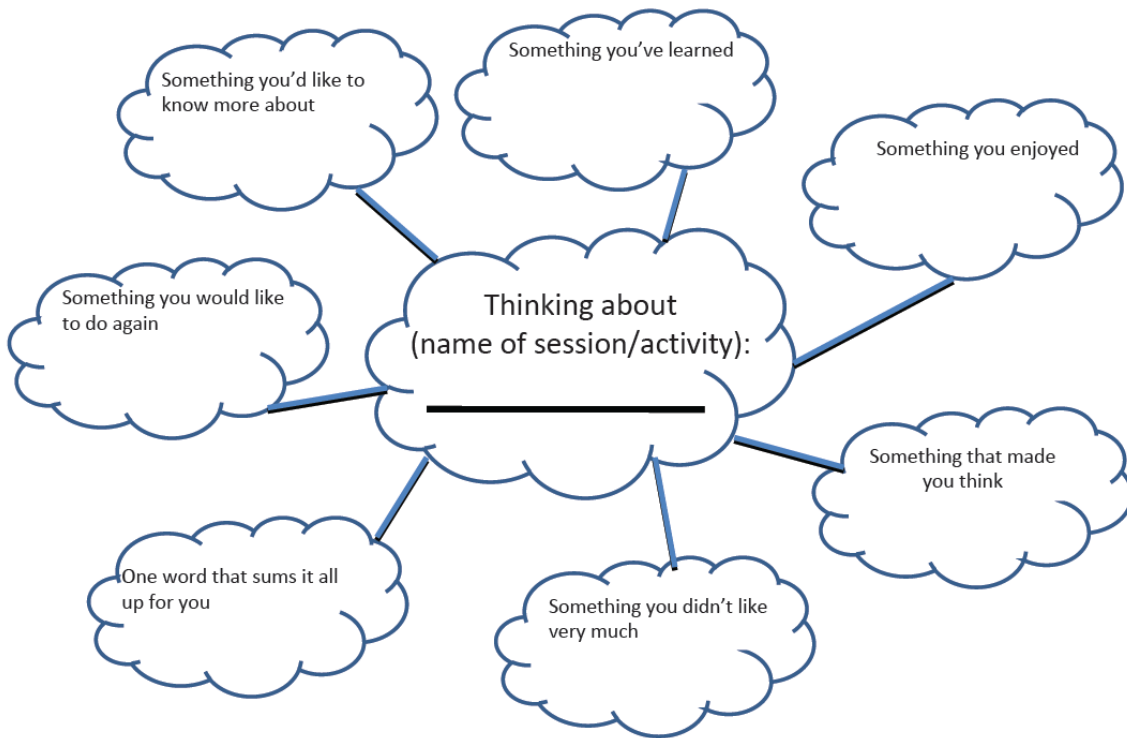 Something you'd like to
know more about
Something you've learned
Something you enjoyed
Something you would like
to do again
Thinking about
(name of session/activity):
Something that made
you think
One word that sums it all
up for you
Something you didn't like
very much